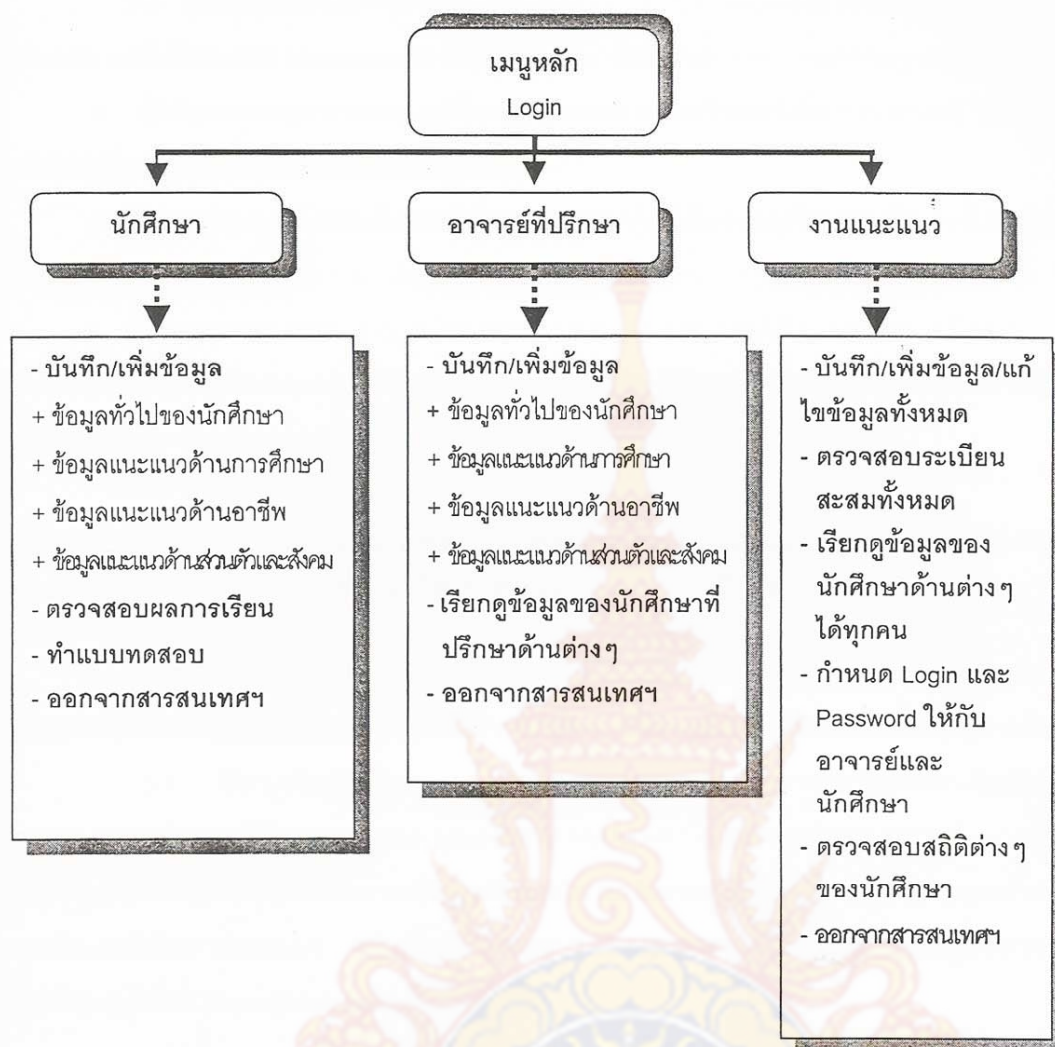 เมนูหลัก
Login
นักศึกษา
อาจารย์ที่ปรึกษา
งานแนะแนว
- บันทึก/เพิ่มข้อมูล
+ ข้อมูลทั่วไปของนักศึกษา
+ ข้อมูลแนะแนวด้านการศึกษา
+ ข้อมูลแนะแนวด้านอาชีพ
+ ข้อมูลแนะแนวด้านส่วนตัวและสังคม
- ตรวจสอบผลการเรียน
- ทำแบบทดสอบ
- ออกจากสารสนเทศฯ
- บันทึก/เพิ่มข้อมูล
+ ข้อมูลทั่วไปของนักศึกษา
+ ข้อมูลแนะแนวด้านการศึกษา
+ ข้อมูลแนะแนวด้านอาชีพ
+ ข้อมูลแนะแนวด้านส่วนตัวและสังคม
- เรียกดูข้อมูลของนักศึกษาที่
ปรึกษาด้านต่างๆ
- ออกจากสารสนเทศฯ
- บันทึก/เพิ่มข้อมูล/แก้
ไขข้อมูลทั้งหมด
- ตรวจสอบระเบียน
สะสมทั้งหมด
- เรียกดูข้อมูลของ
นักศึกษาด้านต่างๆ
ได้ทุกคน
- กำหนด Login และ
Password ให้กับ
อาจารย์และ
นักศึกษา
- ตรวจสอบสถิติต่างๆ
ของนักศึกษา
- ออกจากสารสนเทศฯ